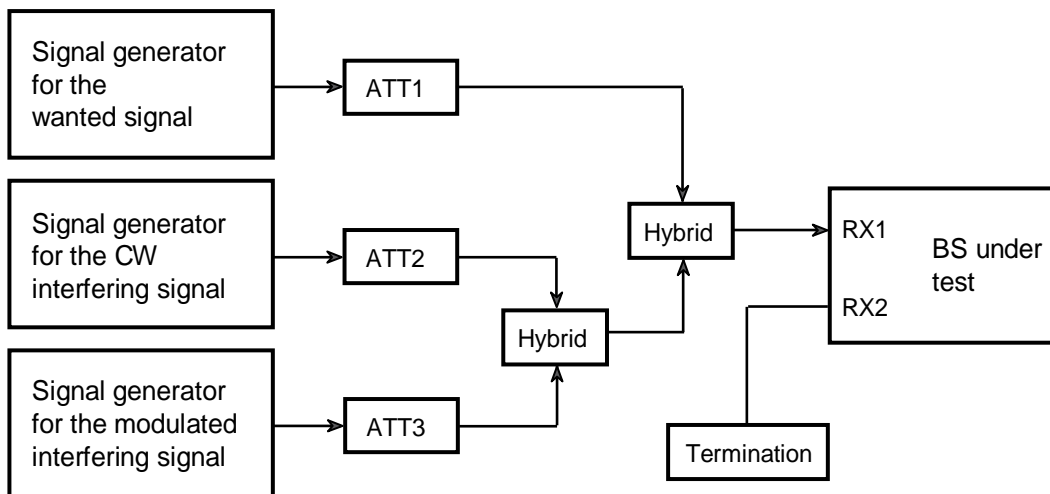 Signal generator
for the
wanted signal
ATT1
Signal generator
for the CW
interfering signal
ATT2
Hybrid
Hybrid
Signal generator
for the modulated
interfering signal
ATT3
RX1
BS under
test
RX2
Termination